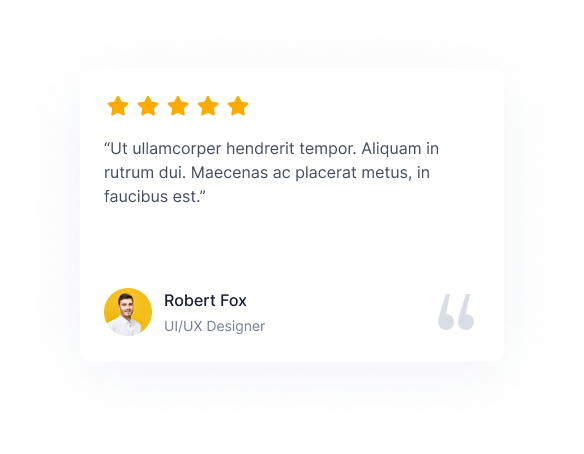 “Ut ullamcorper hendrerit tempor. Aliquam in
rutrum dui. Maecenas ac placerat metus, in
faucibus est.”
Robert Fox
UI/UX Designer
“